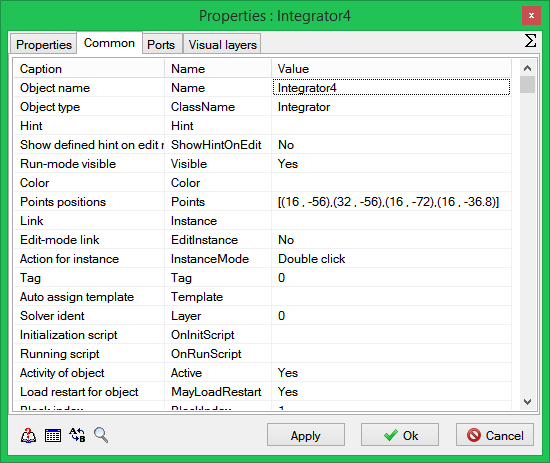 Properties : Integrator4
x
Properties Common Ports Visual layers Σ
Caption Name Value
Object name Name Integrator4
Object type ClassName Integrator
Hint Hint
Show defined hint on edit ShowHintOnEdit No
Run-mode visible Visible Yes
Color Color
Points positions Points [(16 , -56),(32 , -56),(16 , -72),(16 , -36.8)]
Link Instance
Edit-mode link EditInstance No
Action for instance InstanceMode Double click
Tag Tag 0
Auto assign template Template
Solver ident Layer 0
Initialization script OnInitScript
Running script OnRunScript
Activity of object Active Yes
Load restart for object MayLoadRestart Yes
Block index BlockIndex 1
Apply Ok Cancel